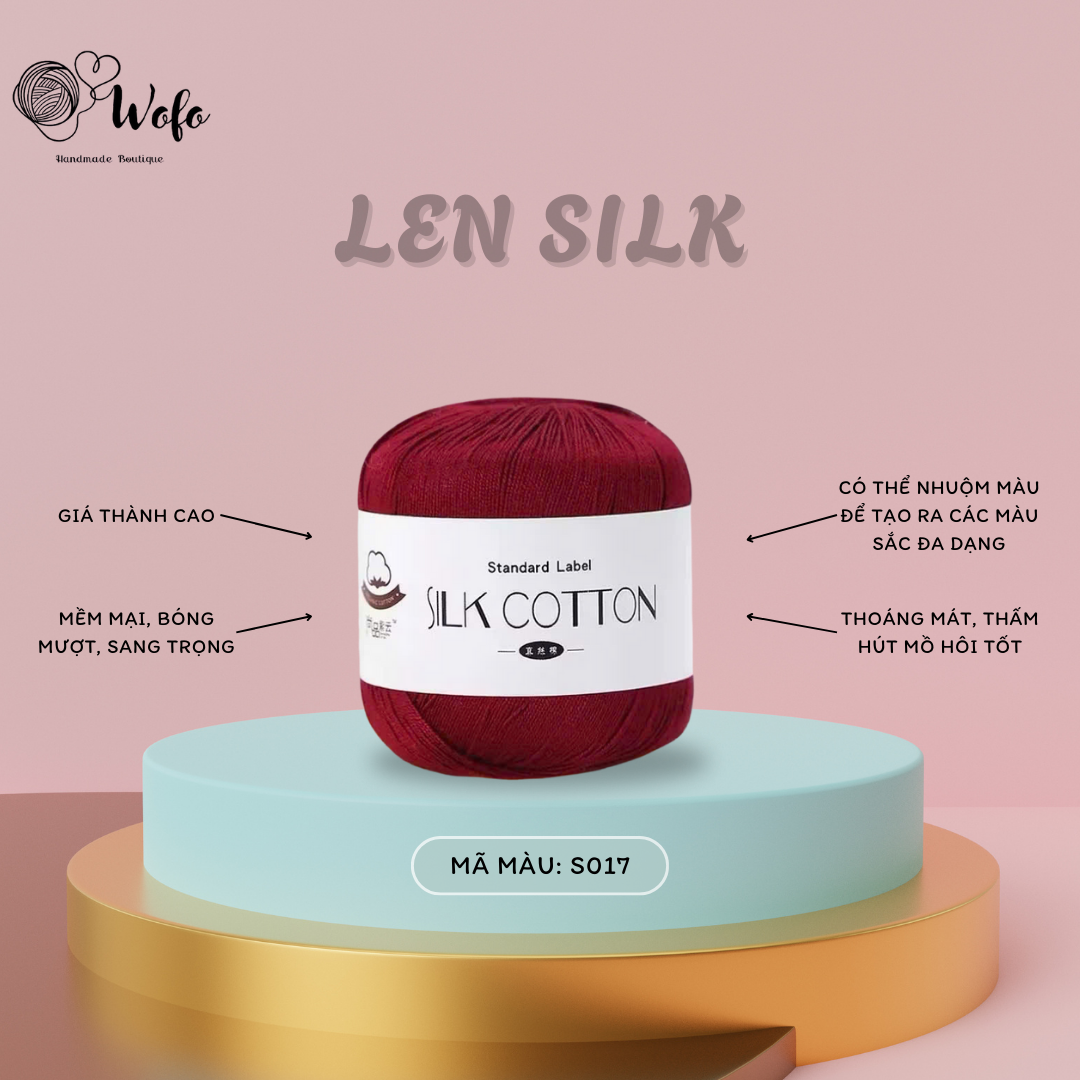 Wofo
Handmade Boutique
LEN SILK
GIÁ THÀNH CAO
MỀM MẠI, BÓNG
MƯỢT, SANG TRỌNG
CÓ THỂ NHUỘM MÀU
ĐỂ TẠO RA CÁC MÀU
SẮC ĐA DẠNG
THOÁNG MÁT, THẤM
HÚT MỒ HÔI TỐT
Standard Label
SILK COTTON
MÃ MÀU: S017